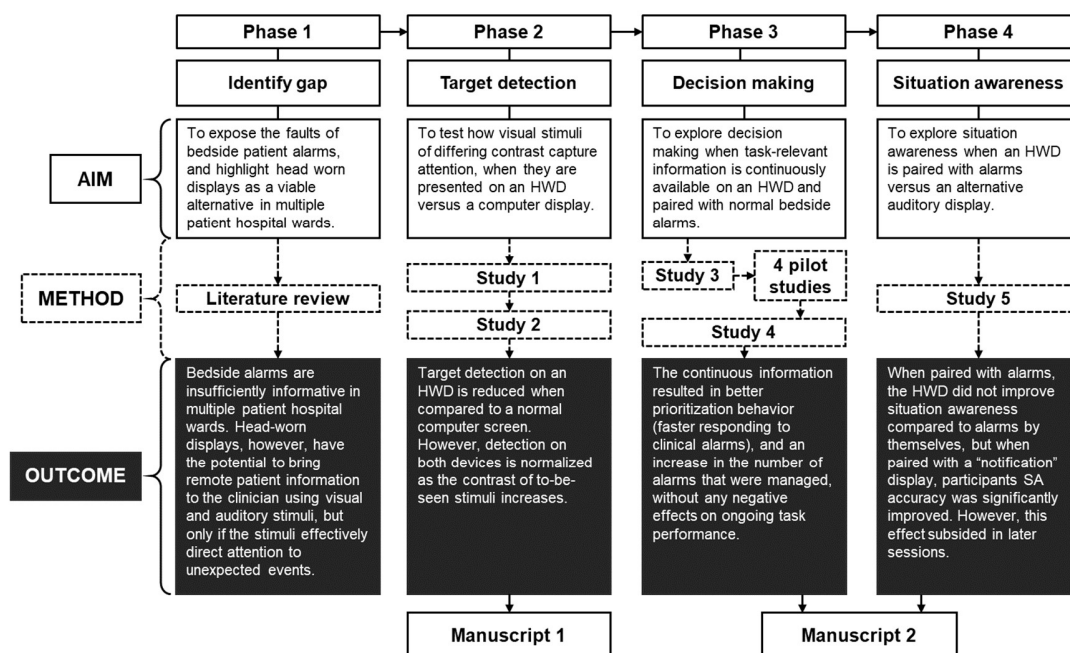 Phase 1
Phase 2
Phase 3
Phase 4
Identify gap
Target detection
Decision making
Situation awareness
AIM
To expose the faults of
bedside patient alarms,
and highlight head worn
displays as a viable
alternative in multiple
patient hospital wards.
To test how visual stimuli
of differing contrast capture
attention, when they are
presented on an HWD
versus a computer display.
To explore decision
making when task-relevant
information is continuously
available on an HWD and
paired with normal bedside
alarms.
To explore situation
awareness when an HWD
is paired with alarms
versus an alternative
auditory display.
METHOD
Literature review
Study 1
Study 2
Study 3
4 pilot
studies
Study 4
Study 5
OUTCOME
Bedside alarms are
insufficiently informative in
multiple patient hospital
wards. Head-worn
displays, however, have
the potential to bring
remote patient information
to the clinician using visual
and auditory stimuli, but
only if the stimuli effectively
direct attention to
unexpected events.
Target detection on an
HWD is reduced when
compared to a normal
computer screen.
However, detection on
both devices is normalized
as the contrast of to-be-
seen stimuli increases.
The continuous information
resulted in better
prioritization behavior
(faster responding to
clinical alarms), and an
increase in the number of
alarms that were managed,
without any negative
effects on ongoing task
performance.
When paired with alarms,
the HWD did not improve
situation awareness
compared to alarms by
themselves, but when
paired with a “notification”
display, participants SA
accuracy was significantly
improved. However, this
effect subsided in later
sessions.
Manuscript 1
Manuscript 2